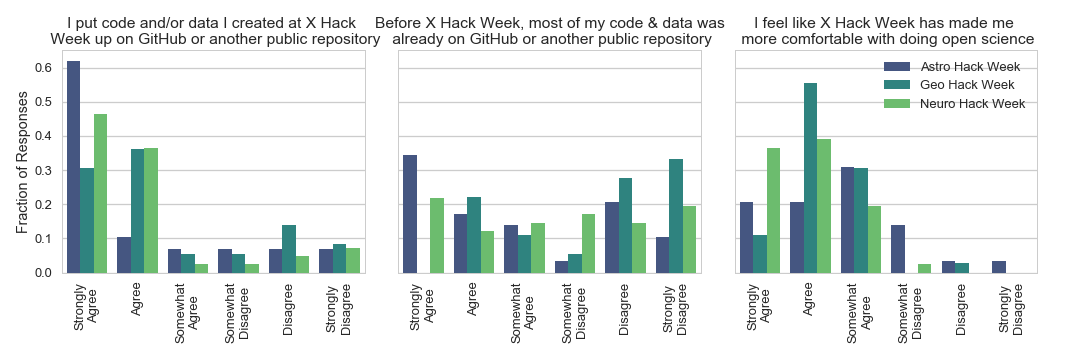 I put code and/or data I created at X Hack
Week up on GitHub or another public repository
Before X Hack Week, most of my code & data was
already on GitHub or another public repository
I feel like X Hack Week has made me
more comfortable with doing open science
Fraction of Responses
0.6
0.5
0.4
0.3
0.2
0.1
0.0
Astro Hack Week
Geo Hack Week
Neuro Hack Week
Strongly
Agree
Agree
Somewhat
Agree
Somewhat
Disagree
Disagree
Strongly
Disagree
Strongly
Agree
Agree
Somewhat
Agree
Somewhat
Disagree
Disagree
Strongly
Disagree
Strongly
Agree
Agree
Somewhat
Agree
Somewhat
Disagree
Disagree
Strongly
Disagree